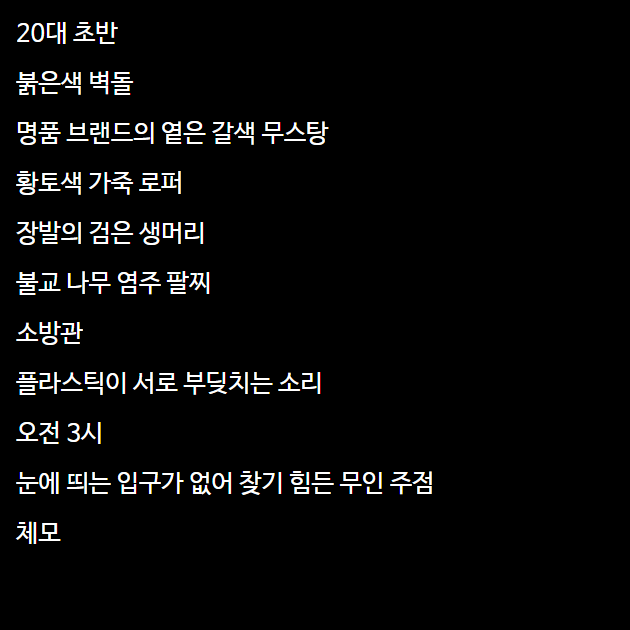 20대 초반
붉은색 벽돌
명품 브랜드의 옅은 갈색 무스탕
황토색 가죽 로퍼
장발의 검은 생머리
불교 나무 염주 팔찌
소방관
플라스틱이 서로 부딪치는 소리
오전 3시
눈에 띄는 입구가 없어 찾기 힘든 무인 주점
체모